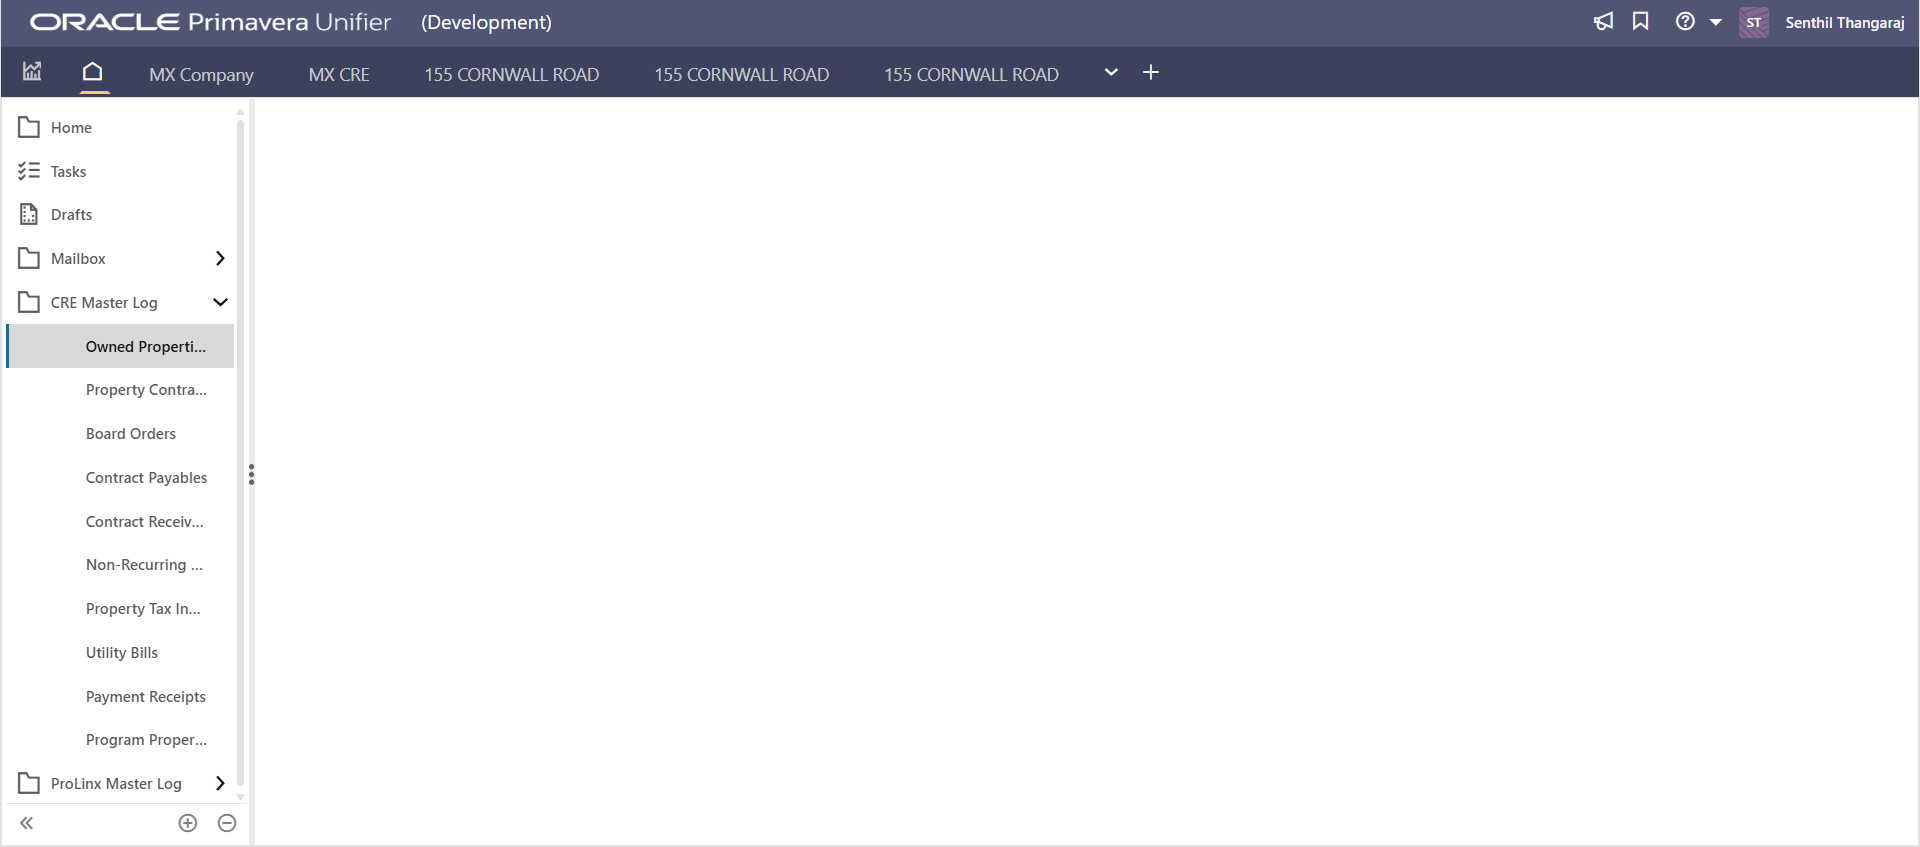 ORACLE Primavera Unifier (Development)
ST Senthil Thangaraj
MX Company MX CRE 155 CORNWALL ROAD 155 CORNWALL ROAD 155 CORNWALL ROAD
Home
Tasks
Drafts
Mailbox
CRE Master Log
Owned Properti...
Property Contra...
Board Orders
Contract Payables
Contract Receiv...
Non-Recurring ...
Property Tax In...
Utility Bills
Payment Receipts
Program Proper...
ProLinx Master Log